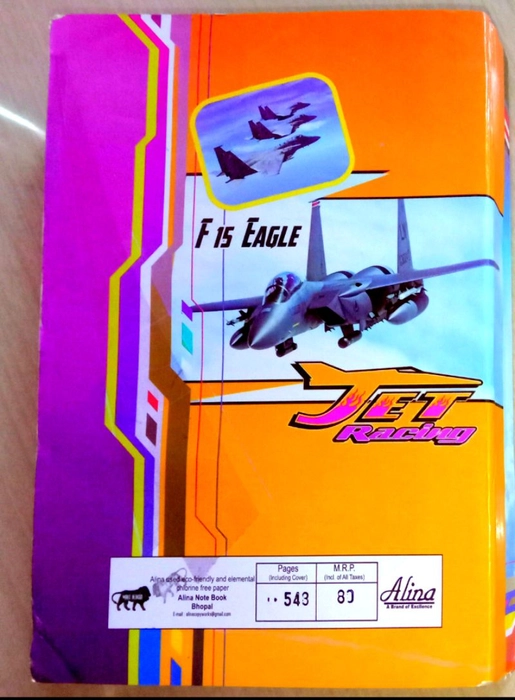 F 15 EAGLE
JET
Racing
Alina used eco-friendly and elemental
chlorine free paper
Alina Note Book
Bhopal
Pages
(Including Cover)
543
M.R.P.
(Incl. of All Taxes)
80
Alina
A Brand of Excellence